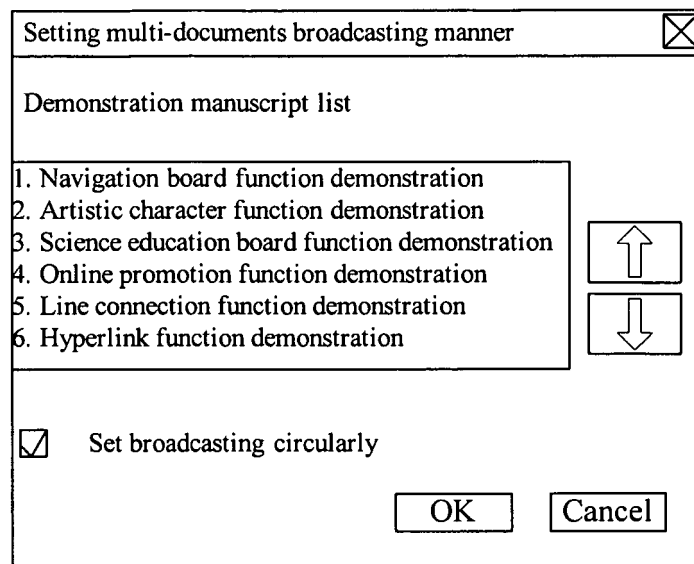 Setting multi-documents broadcasting manner
Demonstration manuscript list
1. Navigation board function demonstration
2. Artistic character function demonstration
3. Science education board function demonstration
4. Online promotion function demonstration
5. Line connection function demonstration
6. Hyperlink function demonstration
Set broadcasting circularly
OK Cancel